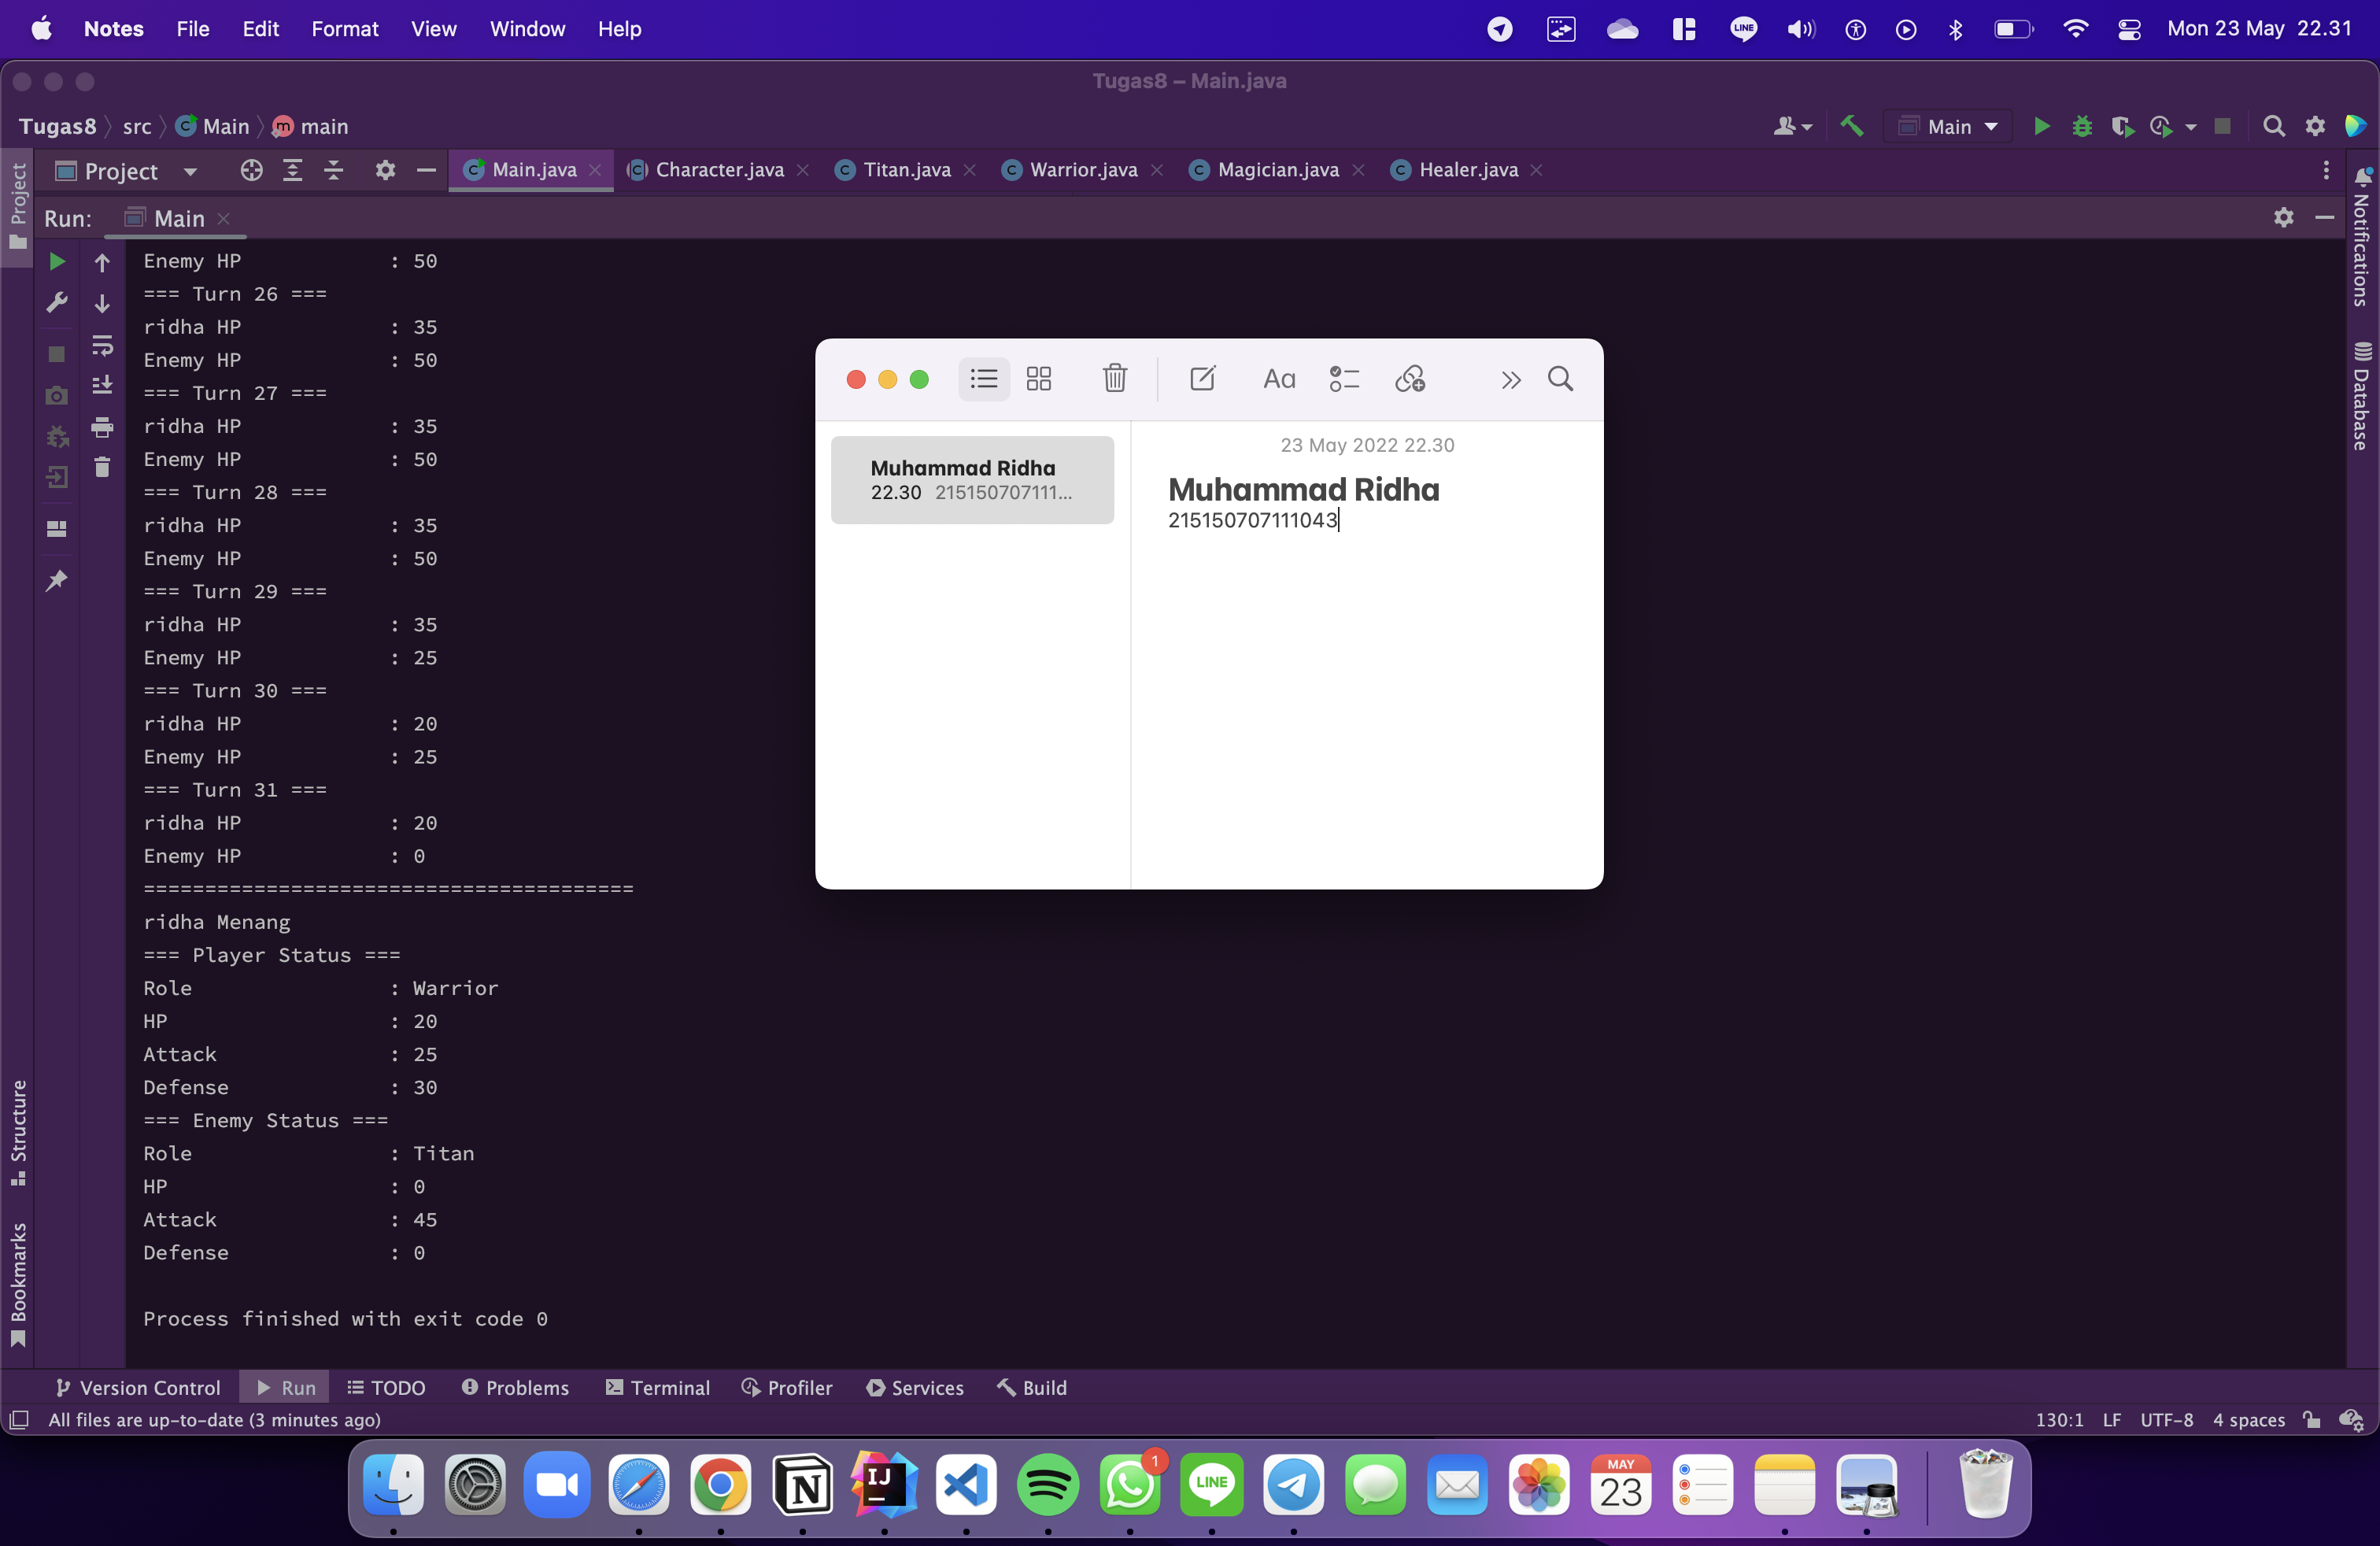 Notes File Edit Format View Window Help LINE Mon 23 May 22.31
Tugas8 – Main.java
Tugas8 src Main main Main
Project Main.java Character.java Titan.java Warrior.java Magician.java Healer.java
Run: Main
Project
Structure
Bookmarks
Notifications
Database
Enemy HP : 50
=== Turn 26 ===
ridha HP : 35
Enemy HP : 50
=== Turn 27 ===
ridha HP : 35
Enemy HP : 50
=== Turn 28 ===
ridha HP : 35
Enemy HP : 50
=== Turn 29 ===
ridha HP : 35
Enemy HP : 25
=== Turn 30 ===
ridha HP : 20
Enemy HP : 25
=== Turn 31 ===
ridha HP : 20
Enemy HP : 0
========================================
ridha Menang
=== Player Status ===
Role : Warrior
HP : 20
Attack : 25
Defense : 30
=== Enemy Status ===
Role : Titan
HP : 0
Attack : 45
Defense : 0
Process finished with exit code 0
Aa
Muhammad Ridha
22.30 215150707111...
23 May 2022 22.30
Muhammad Ridha
215150707111043
Version Control Run TODO Problems Terminal Profiler Services Build
All files are up-to-date (3 minutes ago) 130:1 LF UTF-8 4 spaces
IJ 1 LINE MAY 23